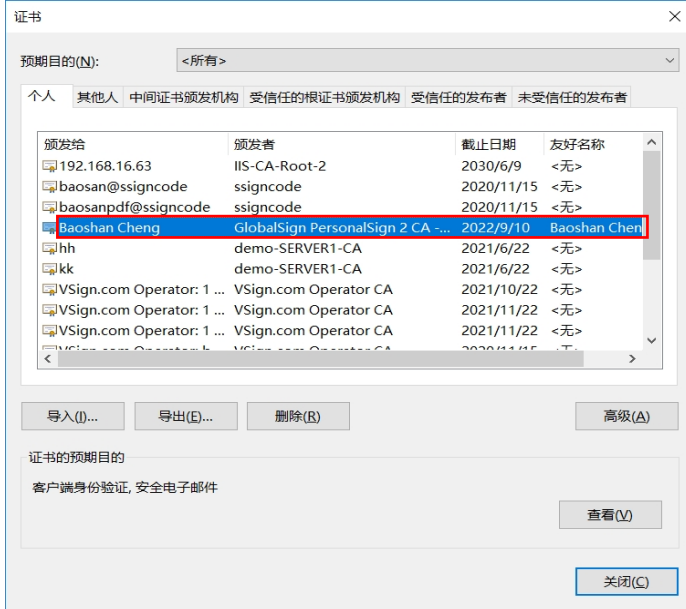 证书
预期目的(N): <所有>
个人 其他人 中间证书颁发机构 受信任的根证书颁发机构 受信任的发布者 未受信任的发布者
颁发给 颁发者 截止日期 友好名称
192.168.16.63 IIS-CA-Root-2 2030/6/9 <无>
baosan@ssigncode ssigncode 2020/11/15 <无>
baosanpdf@ssigncode ssigncode 2020/11/15 <无>
Baoshan Cheng GlobalSign PersonalSign 2 CA -... 2022/9/10 Baoshan Chen
hh demo-SERVER1-CA 2021/6/22 <无>
kk demo-SERVER1-CA 2021/6/22 <无>
VSign.com Operator: 1 ... VSign.com Operator CA 2021/10/22 <无>
VSign.com Operator: 1 ... VSign.com Operator CA 2021/11/22 <无>
VSign.com Operator: 1 ... VSign.com Operator CA 2021/11/22 <无>
导入(I)... 导出(E)... 删除(R) 高级(A)
证书的预期目的
客户端身份验证, 安全电子邮件
查看(V)
关闭(C)